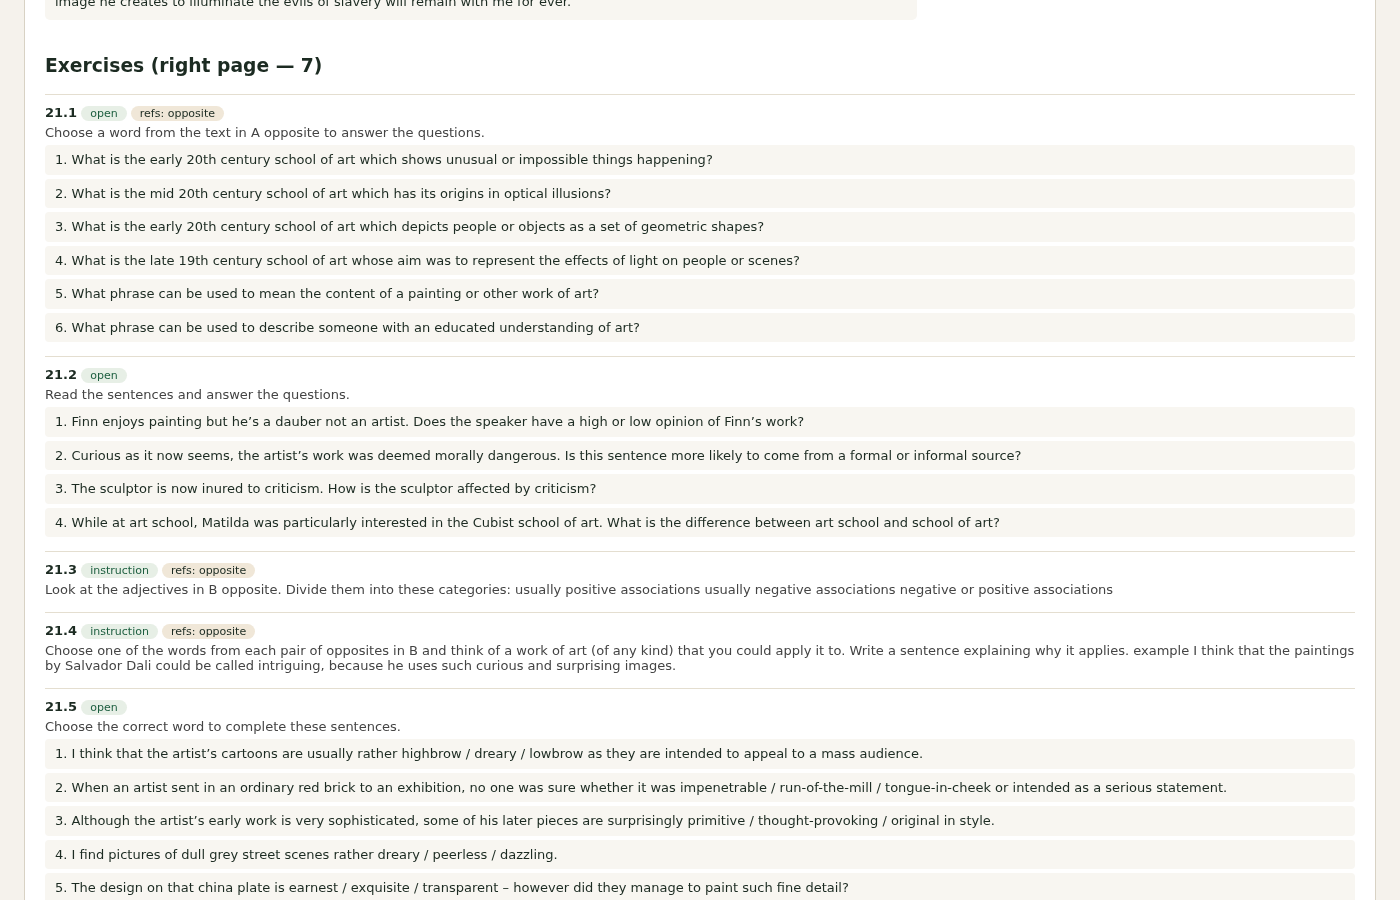 image he creates to illuminate the evils of slavery will remain with me for ever.
Exercises (right page — 7)
21.1 open refs: opposite
Choose a word from the text in A opposite to answer the questions.
1. What is the early 20th century school of art which shows unusual or impossible things happening?
2. What is the mid 20th century school of art which has its origins in optical illusions?
3. What is the early 20th century school of art which depicts people or objects as a set of geometric shapes?
4. What is the late 19th century school of art whose aim was to represent the effects of light on people or scenes?
5. What phrase can be used to mean the content of a painting or other work of art?
6. What phrase can be used to describe someone with an educated understanding of art?
21.2 open
Read the sentences and answer the questions.
1. Finn enjoys painting but he’s a dauber not an artist. Does the speaker have a high or low opinion of Finn’s work?
2. Curious as it now seems, the artist’s work was deemed morally dangerous. Is this sentence more likely to come from a formal or informal source?
3. The sculptor is now inured to criticism. How is the sculptor affected by criticism?
4. While at art school, Matilda was particularly interested in the Cubist school of art. What is the difference between art school and school of art?
21.3 instruction refs: opposite
Look at the adjectives in B opposite. Divide them into these categories: usually positive associations usually negative associations negative or positive associations
21.4 instruction refs: opposite
Choose one of the words from each pair of opposites in B and think of a work of art (of any kind) that you could apply it to. Write a sentence explaining why it applies. example I think that the paintings
by Salvador Dali could be called intriguing, because he uses such curious and surprising images.
21.5 open
Choose the correct word to complete these sentences.
1. I think that the artist’s cartoons are usually rather highbrow / dreary / lowbrow as they are intended to appeal to a mass audience.
2. When an artist sent in an ordinary red brick to an exhibition, no one was sure whether it was impenetrable / run-of-the-mill / tongue-in-cheek or intended as a serious statement.
3. Although the artist’s early work is very sophisticated, some of his later pieces are surprisingly primitive / thought-provoking / original in style.
4. I find pictures of dull grey street scenes rather dreary / peerless / dazzling.
5. The design on that china plate is earnest / exquisite / transparent – however did they manage to paint such fine detail?